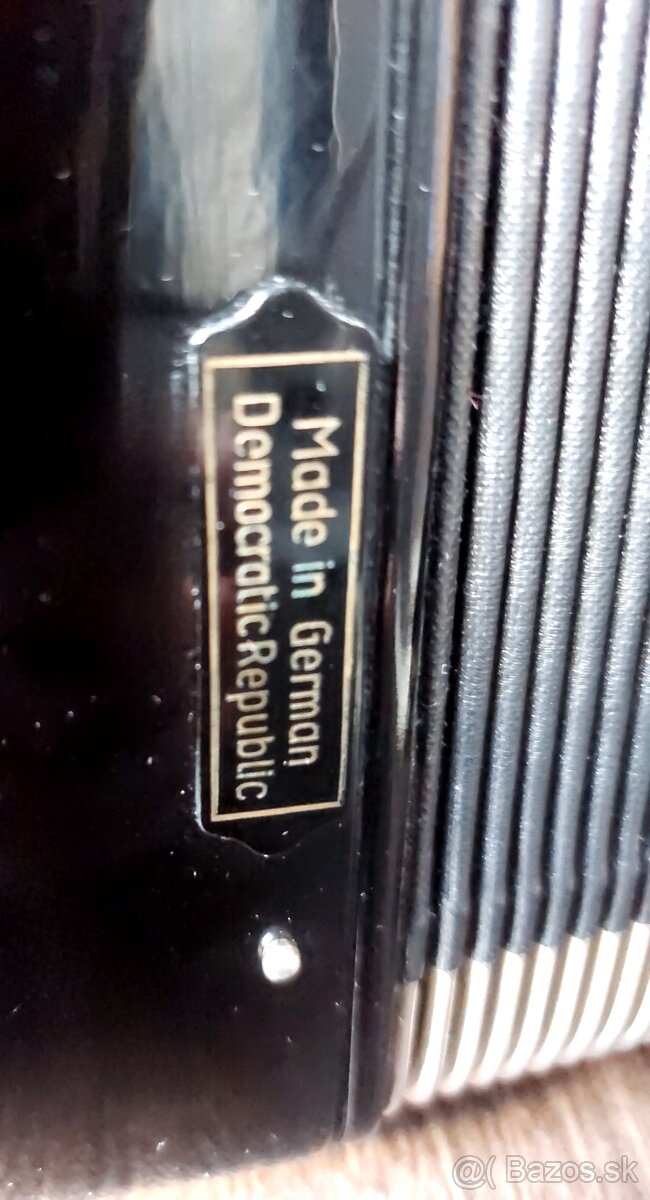 Made in German
Democratic Republic
@( Bazos.sk